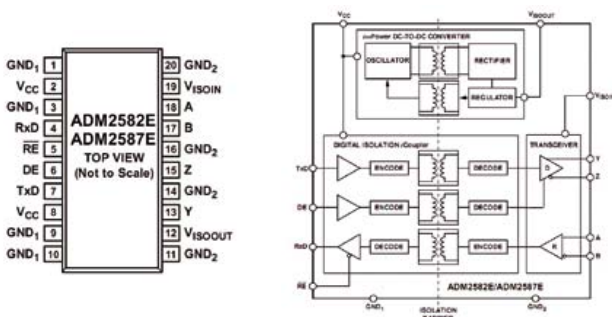 GND1 1
VCC 2
GND1 3
RxD 4
RE 5
DE 6
TxD 7
VCC 8
GND1 9
GND1 10
ADM2582E
ADM2587E
TOP VIEW
(Not to Scale)
20 GND2
19 VISOIN
18 A
17 B
16 GND2
15 Z
14 GND2
13 Y
12 VISOOUT
11 GND2
VCC
VISOOUT
isoPower DC-TO-DC CONVERTER
OSCILLATOR
RECTIFIER
REGULATOR
VISOIN
DIGITAL ISOLATION iCoupler
TRANSCEIVER
TxD
ENCODE
DECODE
D
Y
Z
DE
ENCODE
DECODE
RxD
DECODE
ENCODE
R
A
B
RE
ADM2582E/ADM2587E
GND1
GND2
ISOLATION
BARRIER